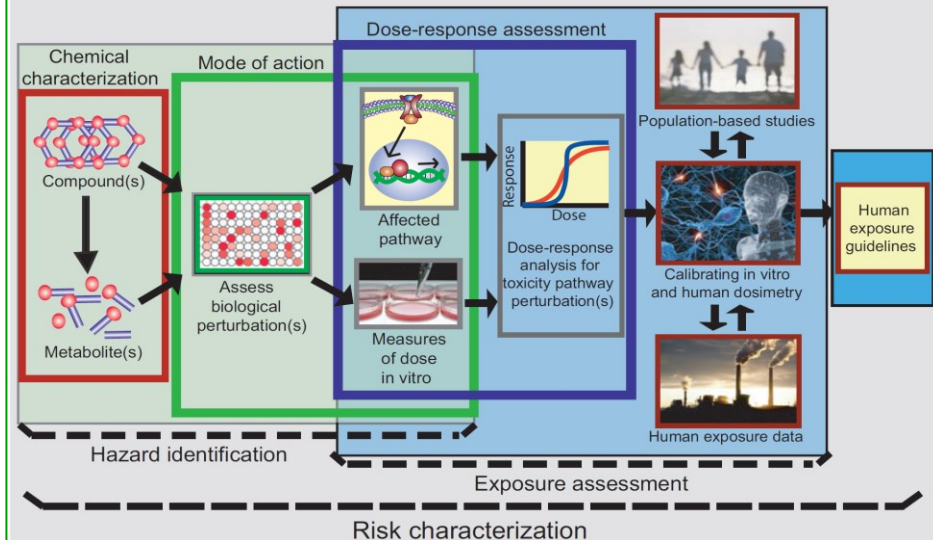 Dose-response assessment
Chemical
characterization
Mode of action
Compound(s)
Metabolite(s)
Assess
biological
perturbation(s)
Affected
pathway
Measures
of dose
in vitro
Response
Dose
Dose-response
analysis for
toxicity pathway
perturbation(s)
Population-based studies
Calibrating in vitro
and human dosimetry
Human exposure data
Human
exposure
guidelines
Hazard identification
Exposure assessment
Risk characterization